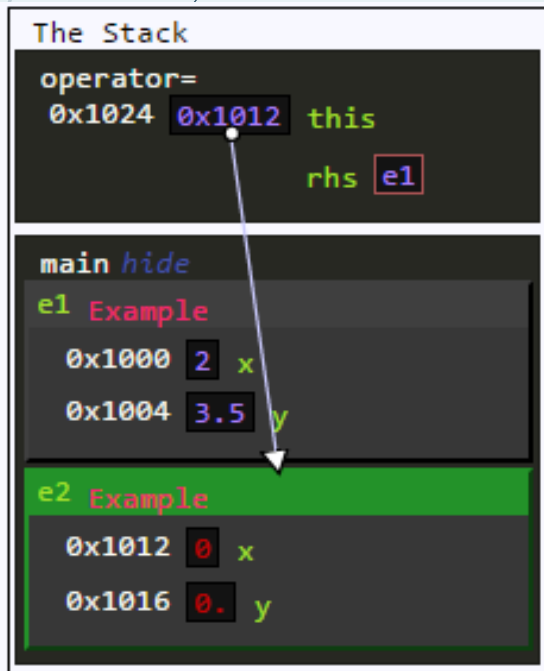 The Stack
operator=
0x1024 0x1012 this
rhs e1
main hide
e1 Example
0x1000 2 x
0x1004 3.5 y
e2 Example
0x1012 0 x
0x1016 0. y